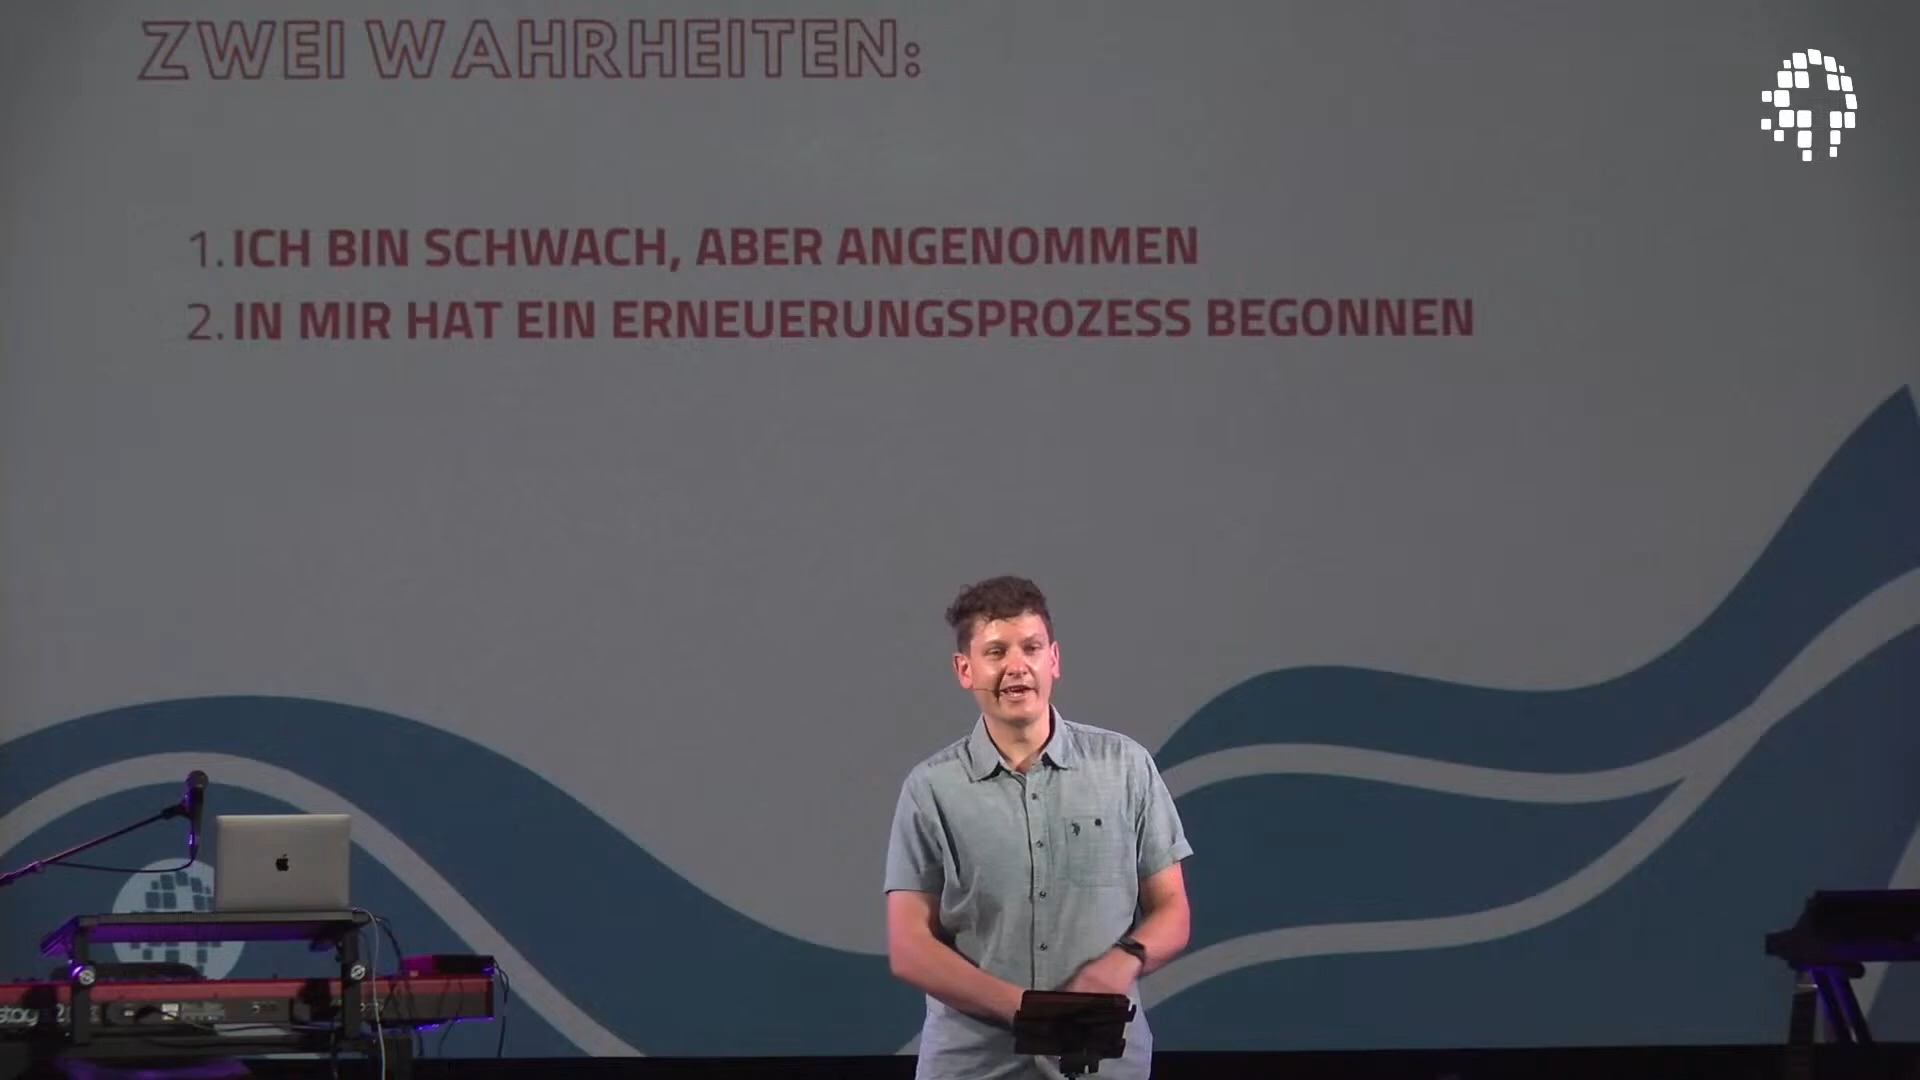 ZWEI WAHRHEITEN:
1. ICH BIN SCHWACH, ABER ANGENOMMEN
2. IN MIR HAT EIN ERNEUERUNGSPROZESS BEGONNEN